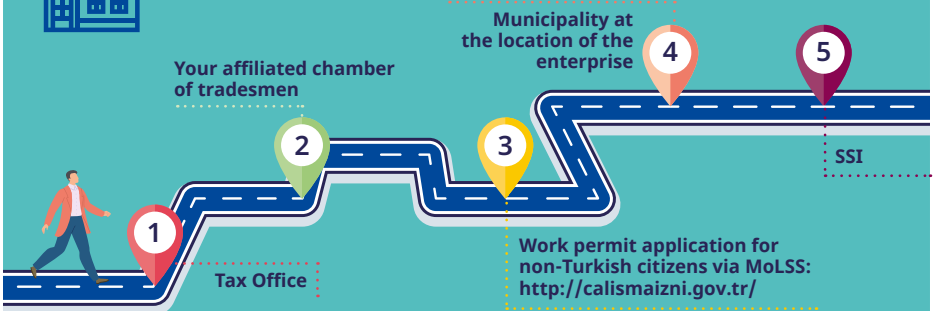 1
Tax Office
2
Your affiliated chamber
of tradesmen
3
Work permit application for
non-Turkish citizens via MoLSS:
http://calismaizni.gov.tr/
4
Municipality at
the location of the
enterprise
5
SSI